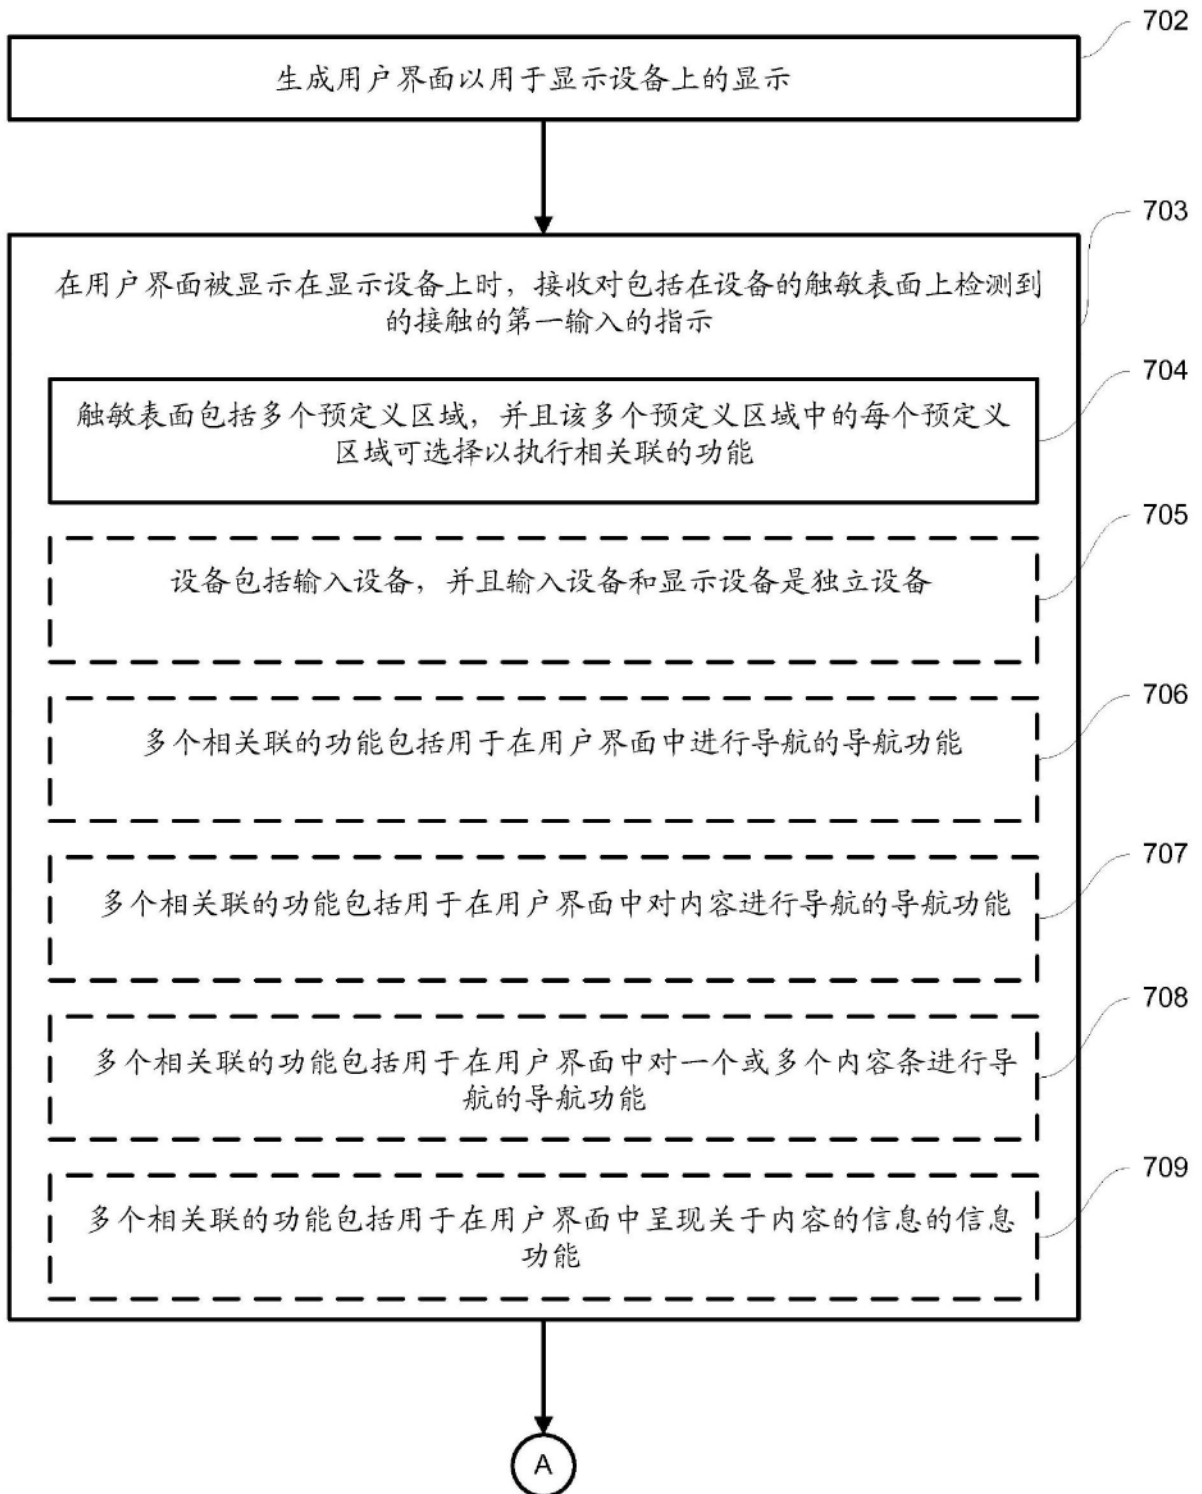 702
生成用户界面以用于显示设备上的显示
703
在用户界面被显示在显示设备上时，接收对包括在设备的触敏表面上检测到
的接触的第一输入的指示
704
触敏表面包括多个预定义区域，并且该多个预定义区域中的每个预定义
区域可选择以执行相关联的功能
705
设备包括输入设备，并且输入设备和显示设备是独立设备
706
多个相关联的功能包括用于在用户界面中进行导航的导航功能
707
多个相关联的功能包括用于在用户界面中对内容进行导航的导航功能
708
多个相关联的功能包括用于在用户界面中对一个或多个内容条进行导
航的导航功能
709
多个相关联的功能包括用于在用户界面中呈现关于内容的信息的信息
功能
A